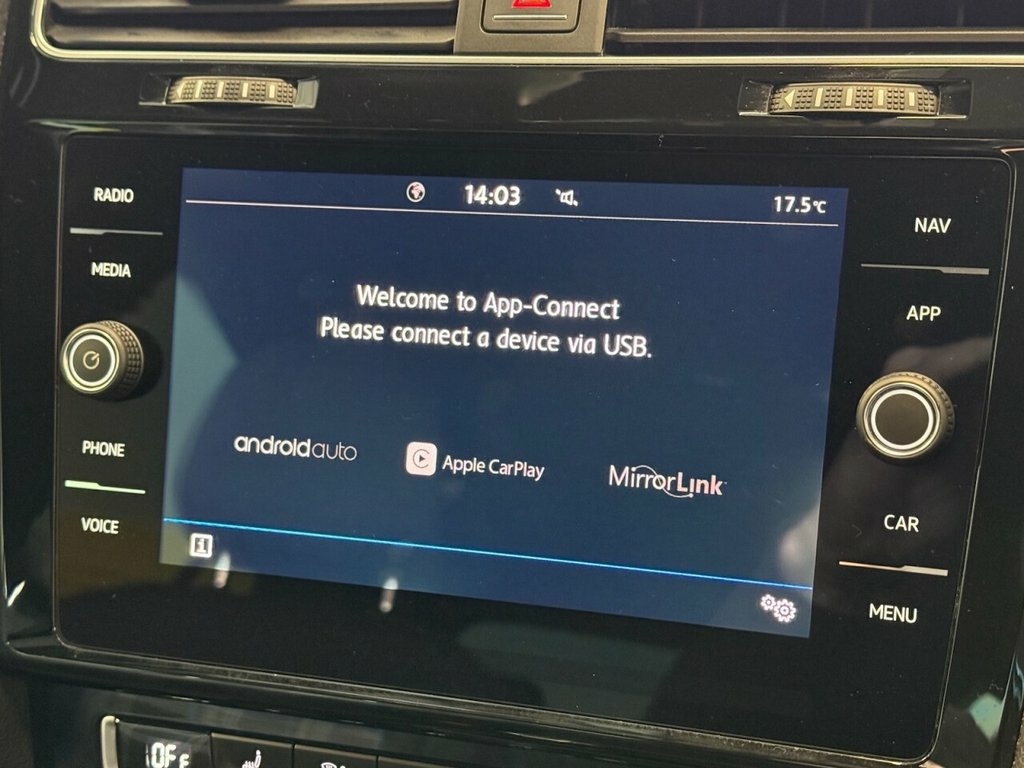 14:03
17.5°C
RADIO
MEDIA
PHONE
VOICE
Welcome to App-Connect
Please connect a device via USB.
androidauto
Apple CarPlay
MirrorLink
i
NAV
APP
CAR
MENU
OFF